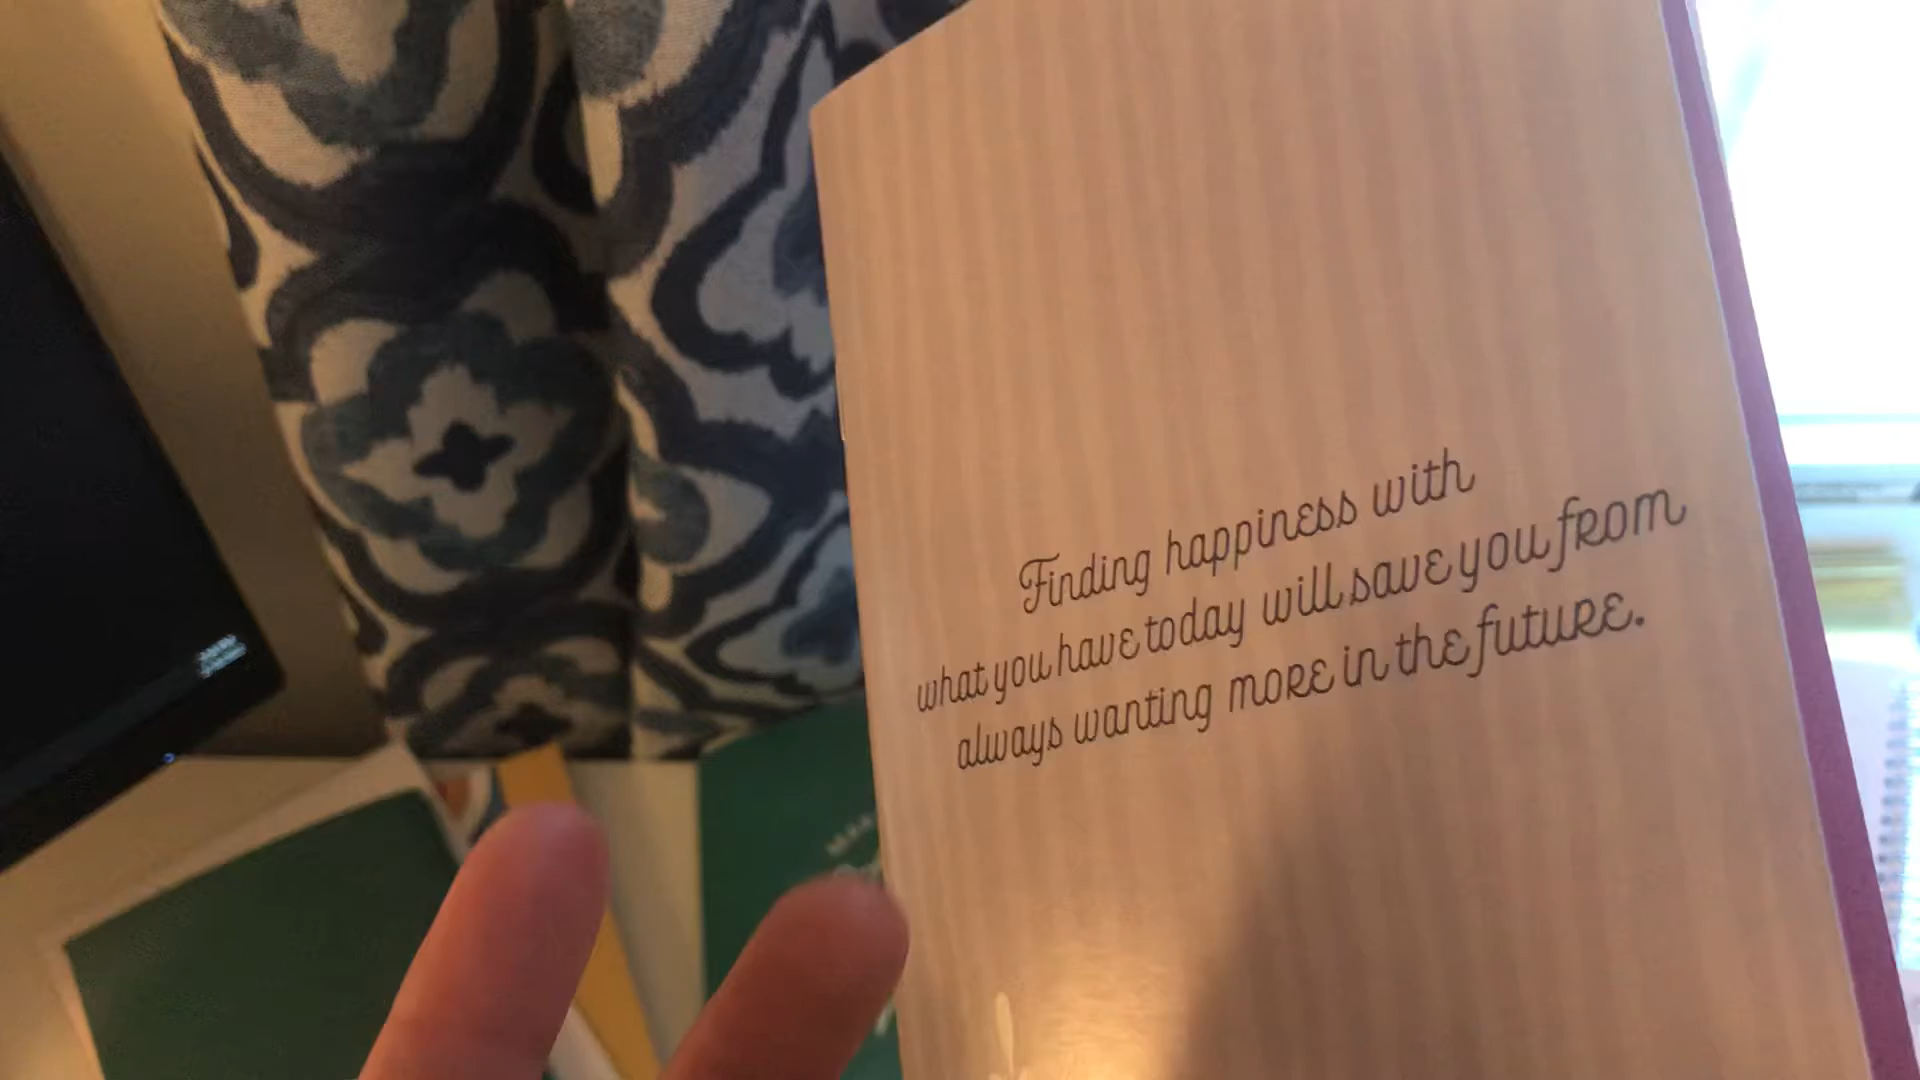 Finding happiness with
what you have today will save you from
always wanting more in the future.